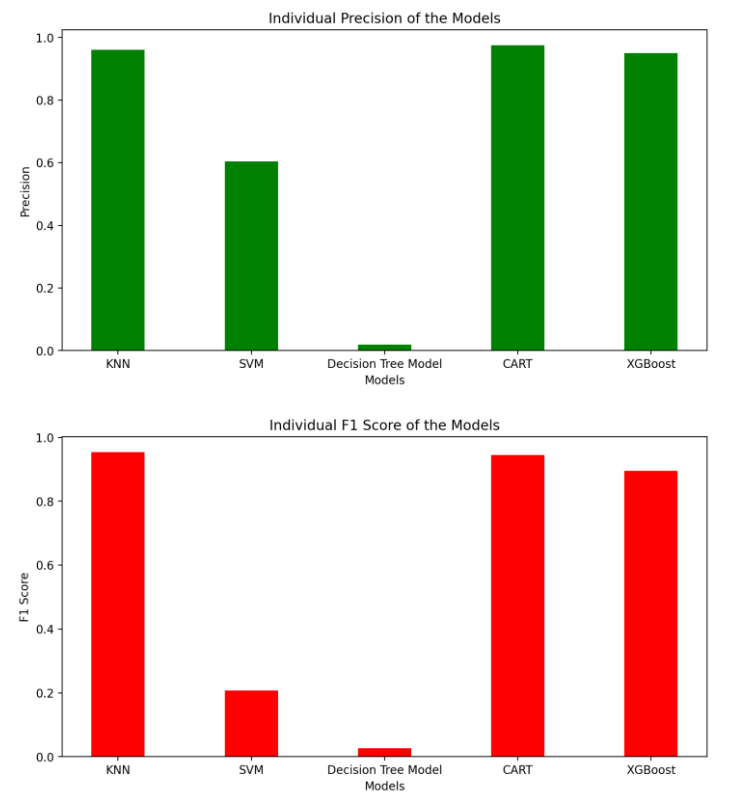 Individual Precision of the Models
1.0
0.8
0.6
0.4
0.2
0.0
Precision
KNN SVM Decision Tree Model CART XGBoost
Models
Individual F1 Score of the Models
1.0
0.8
0.6
0.4
0.2
0.0
F1 Score
KNN SVM Decision Tree Model CART XGBoost
Models